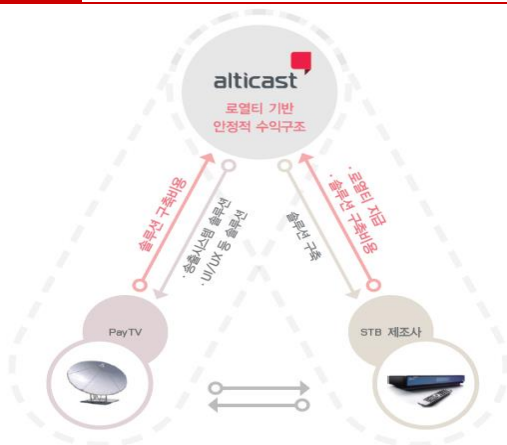 alticast
로열티 기반
안정적 수익구조
솔루션 구축비용
· 송출시스템 솔루션
· UI/UX 등 솔루션
솔루션 구축
· 로열티 지급
· 솔루션 구축비용
PayTV
STB 제조사